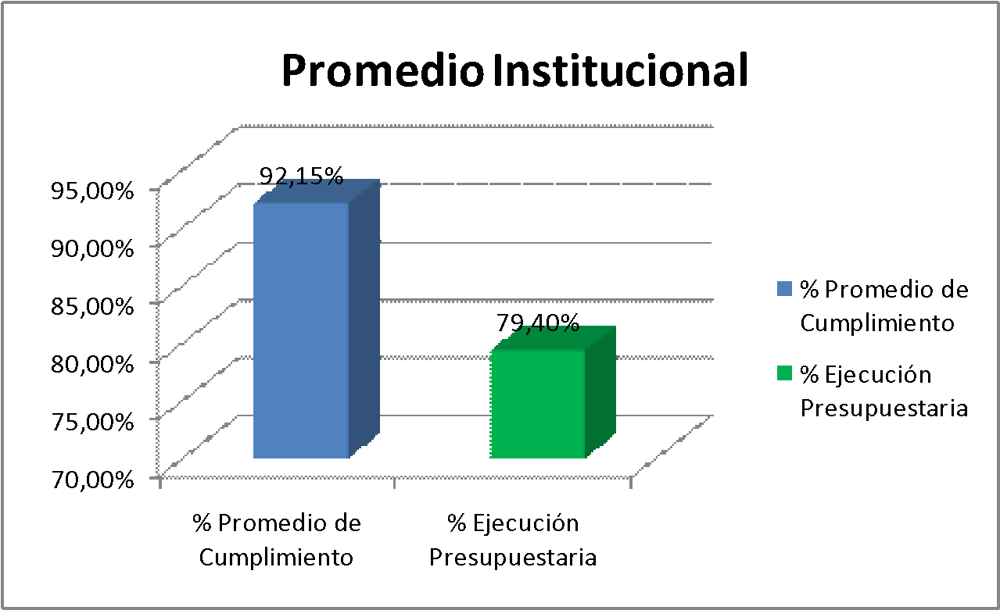 Promedio Institucional
95,00%
90,00%
85,00%
80,00%
75,00%
70,00%
92,15%
79,40%
% Promedio de
Cumplimiento
% Ejecución
Presupuestaria
% Promedio de
Cumplimiento
% Ejecución
Presupuestaria